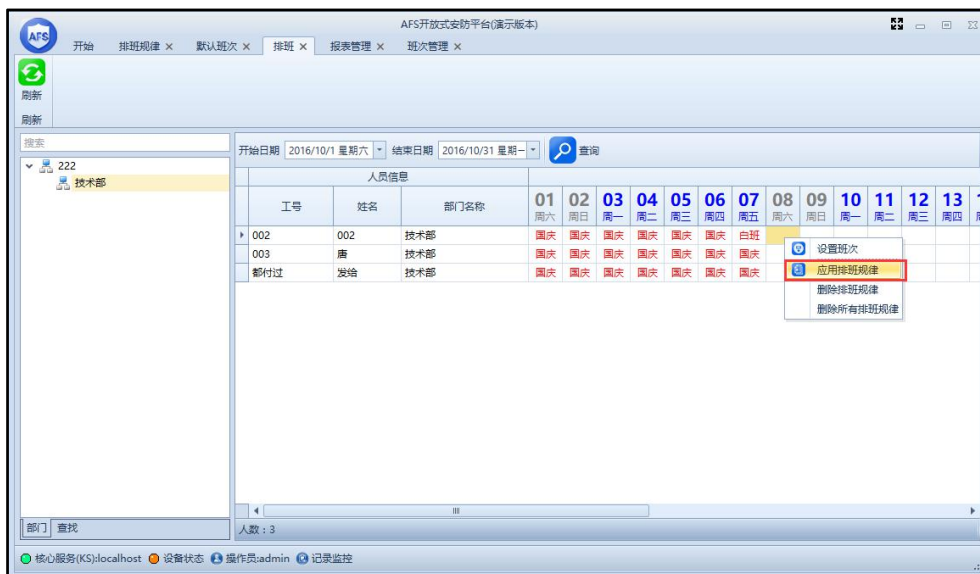 AFS开放式安防平台(演示版本)
AFS
开始 排班规律 × 默认班次 × 排班 × 报表管理 × 班次管理 ×
刷新
刷新
搜索
222
技术部
开始日期 2016/10/1 星期六 结束日期 2016/10/31 星期一 查询
人员信息
工号 姓名 部门名称 01 02 03 04 05 06 07 08 09 10 11 12 13
周六 周日 周一 周二 周三 周四 周五 周六 周日 周一 周二 周三 周四
002 002 技术部 国庆 国庆 国庆 国庆 国庆 国庆 白班
003 唐 技术部 国庆 国庆 国庆 国庆 国庆 国庆 国庆
都付过 发给 技术部 国庆 国庆 国庆 国庆 国庆 国庆 国庆
设置班次
应用排班规律
删除排班规律
删除所有排班规律
部门 查找
人数：3
核心服务(KS):localhost 设备状态 操作员:admin 记录监控